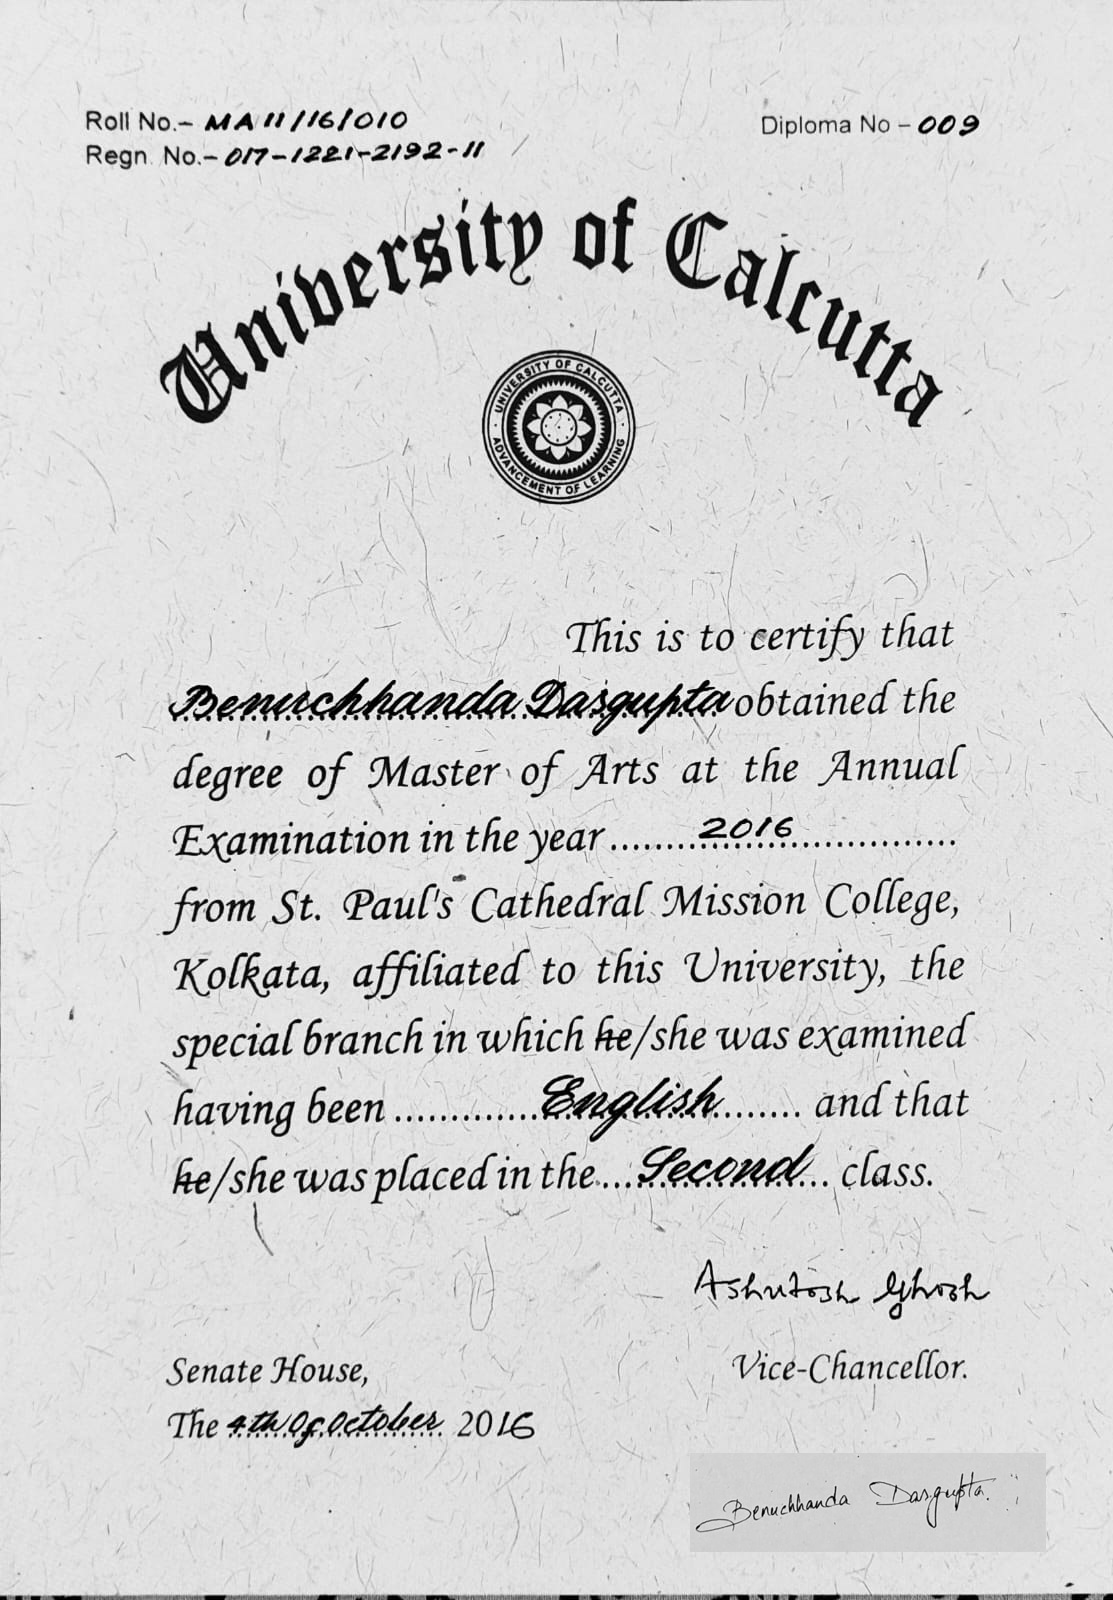 Roll No.– MA 11/16/010
Diploma No – 009
Regn. No.– 017-1221-2192-11
University of Calcutta
UNIVERSITY OF CALCUTTA
ADVANCEMENT OF LEARNING
This is to certify that
Benuchhanda Dasgupta obtained the
degree of Master of Arts at the Annual
Examination in the year ........2016................
from St. Paul's Cathedral Mission College,
Kolkata, affiliated to this University, the
special branch in which he/she was examined
having been .............English........ and that
he/she was placed in the....Second... class.
Ashutosh Ghosh
Senate House,
Vice-Chancellor.
The 4th Of October 2016
Benuchhanda Dasgupta.